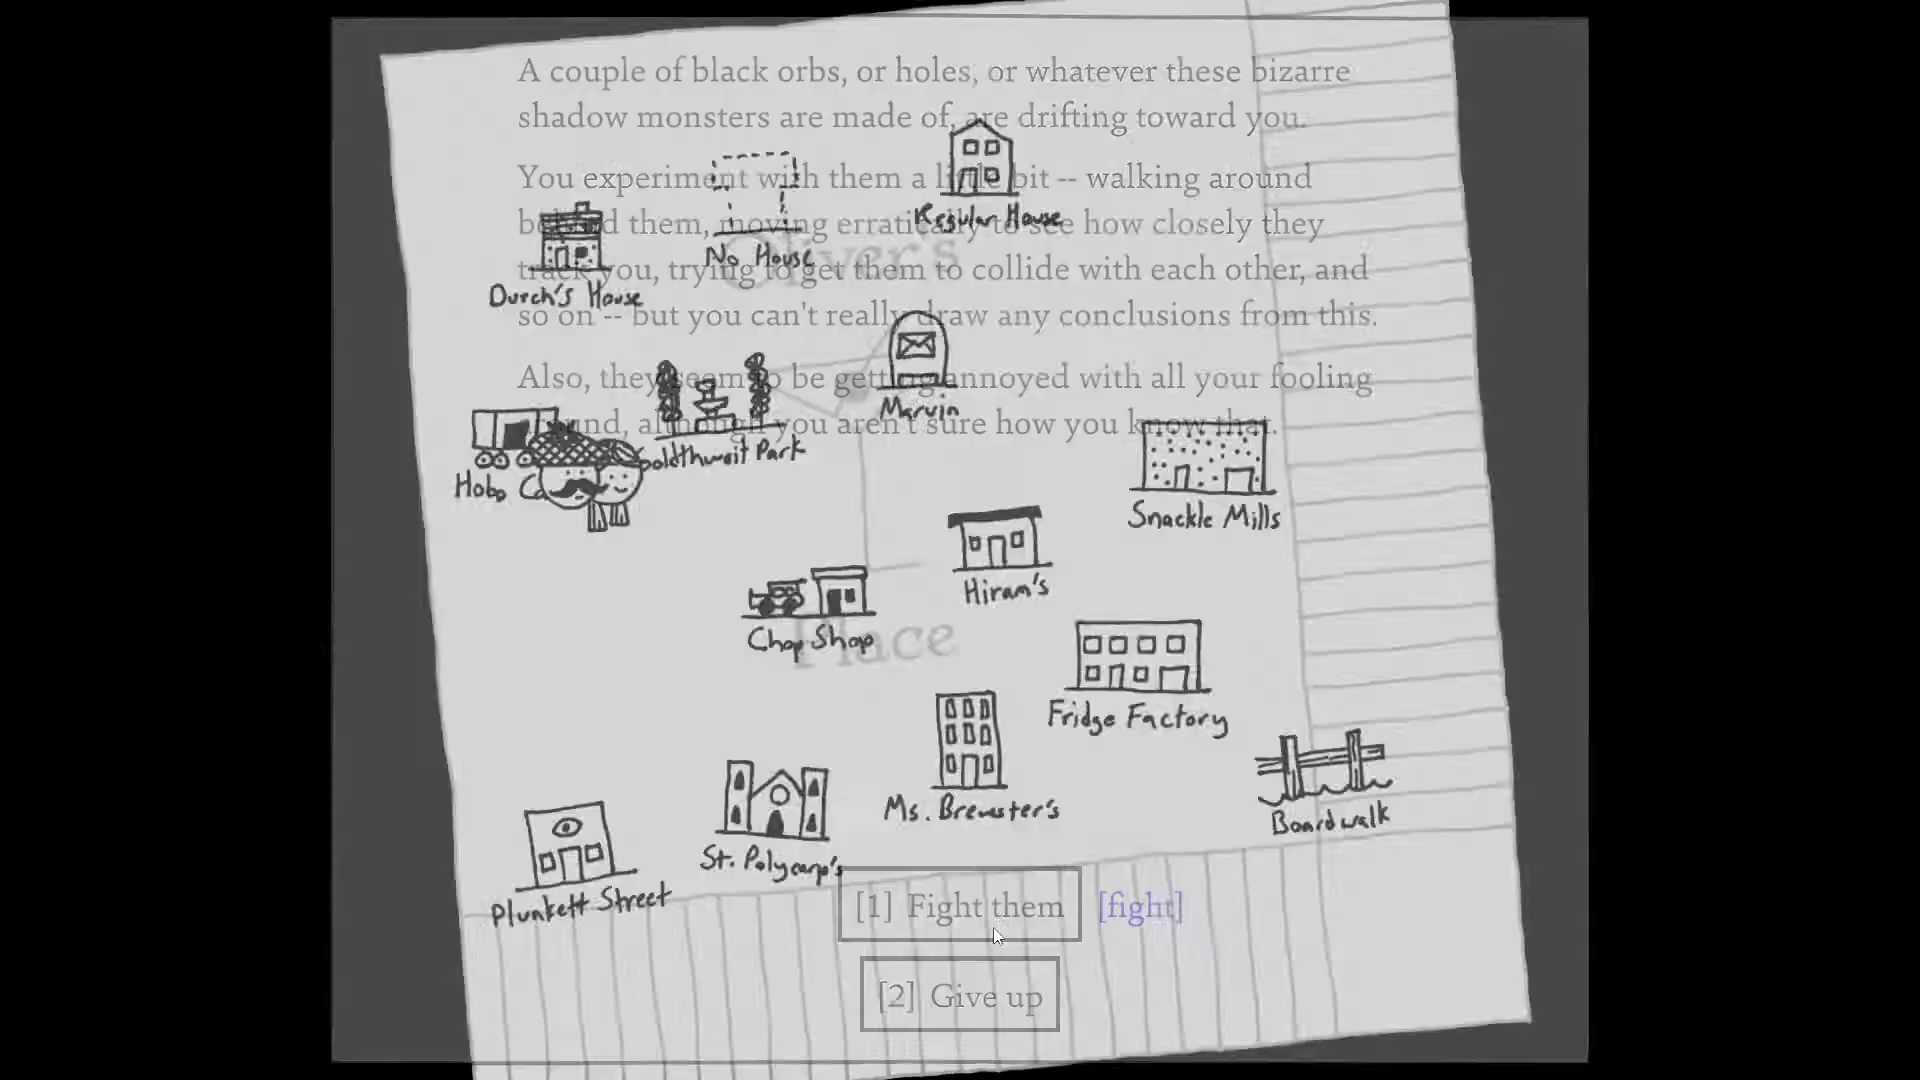 A couple of black orbs, or holes, or whatever these bizarre
shadow monsters are made of, are drifting toward you.
You experiment with them a little bit -- walking around
behind them, moving erratically to see how closely they
track you, trying to get them to collide with each other, and
so on -- but you can't really draw any conclusions from this.
Also, they seem to be getting annoyed with all your fooling
around, although you aren't sure how you know that.
Regular House
No House
Oliver's
Durch's House
Marvin
Goldthwait Park
Hobo
Snackle Mills
Hiram's
Chop Shop
Place
Fridge Factory
Ms. Brewster's
Boardwalk
St. Polycarp's
Plunkett Street
[1] Fight them [fight]
[2] Give up